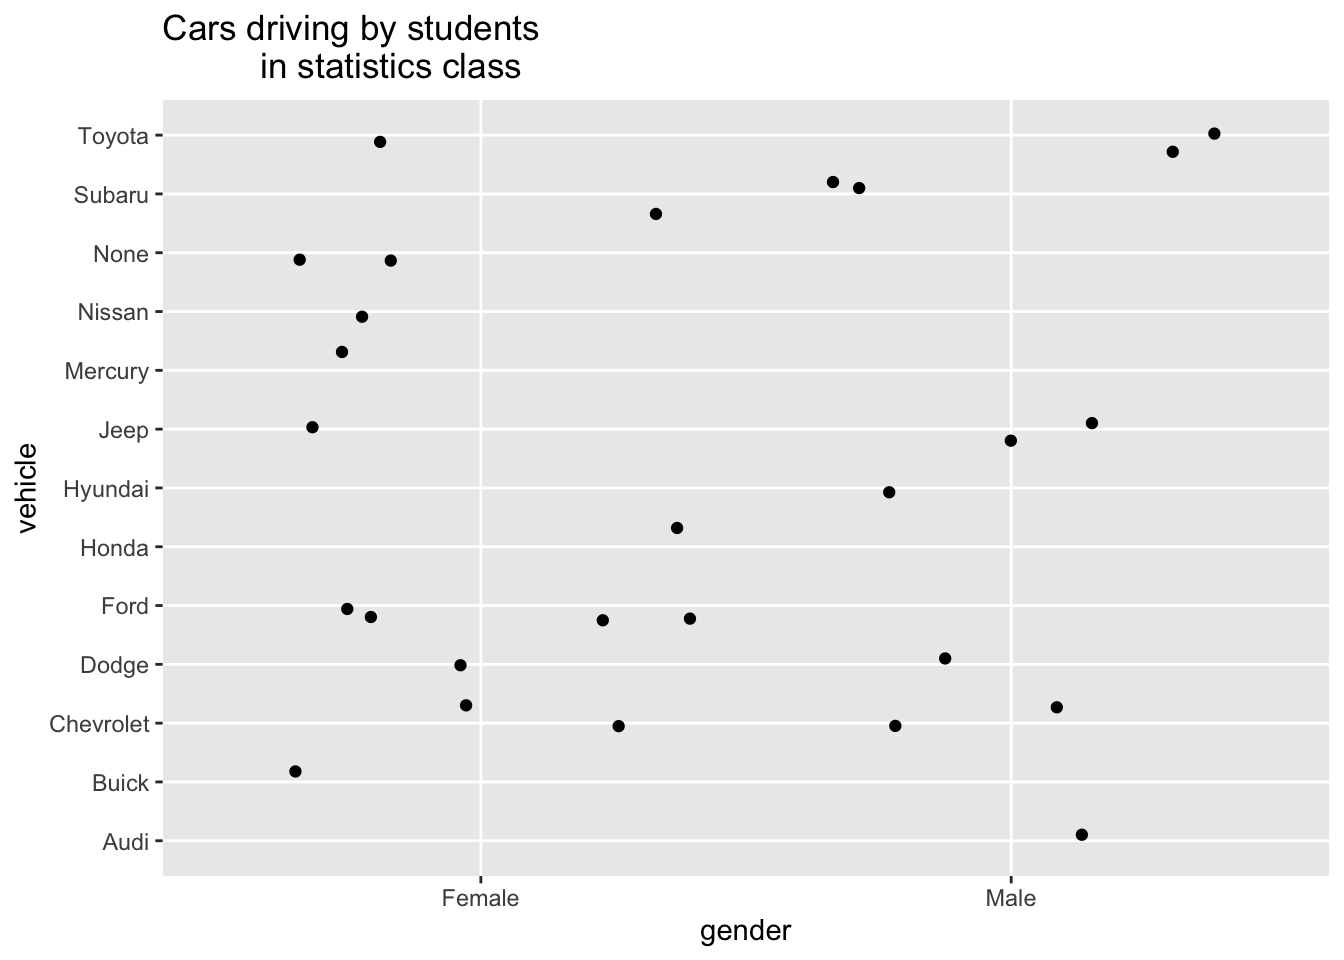 Cars driving by students
in statistics class
Toyota
Subaru
None
Nissan
Mercury
Jeep
Hyundai
Honda
Ford
Dodge
Chevrolet
Buick
Audi
vehicle
Female
Male
gender